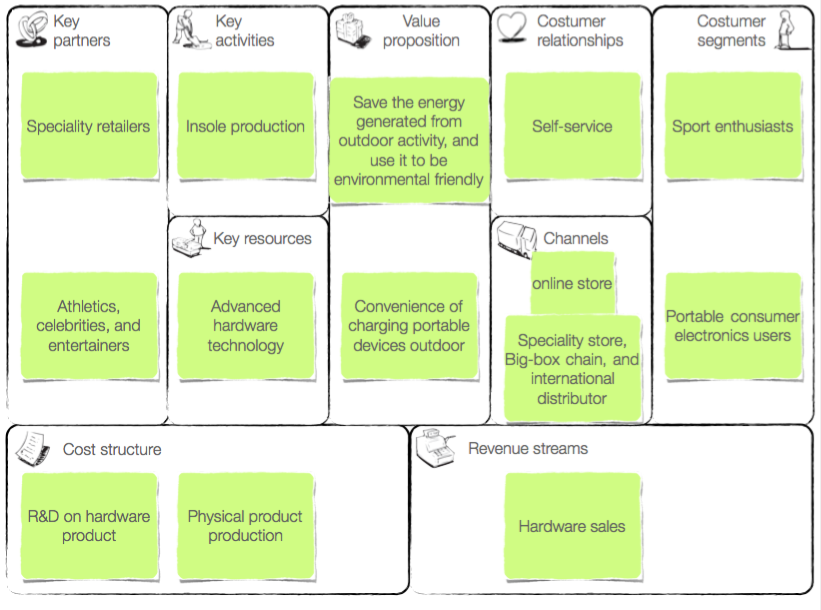 Key
partners
Speciality retailers
Athletics,
celebrities, and
entertainers
Key
activities
Insole production
Key resources
Advanced
hardware
technology
Value
proposition
Save the energy
generated from
outdoor activity, and
use it to be
environmental friendly
Convenience of
charging portable
devices outdoor
Costumer
relationships
Self-service
Channels
online store
Speciality store,
Big-box chain, and
international
distributor
Costumer
segments
Sport enthusiasts
Portable consumer
electronics users
Cost structure
R&D on hardware
product
Physical product
production
Revenue streams
Hardware sales